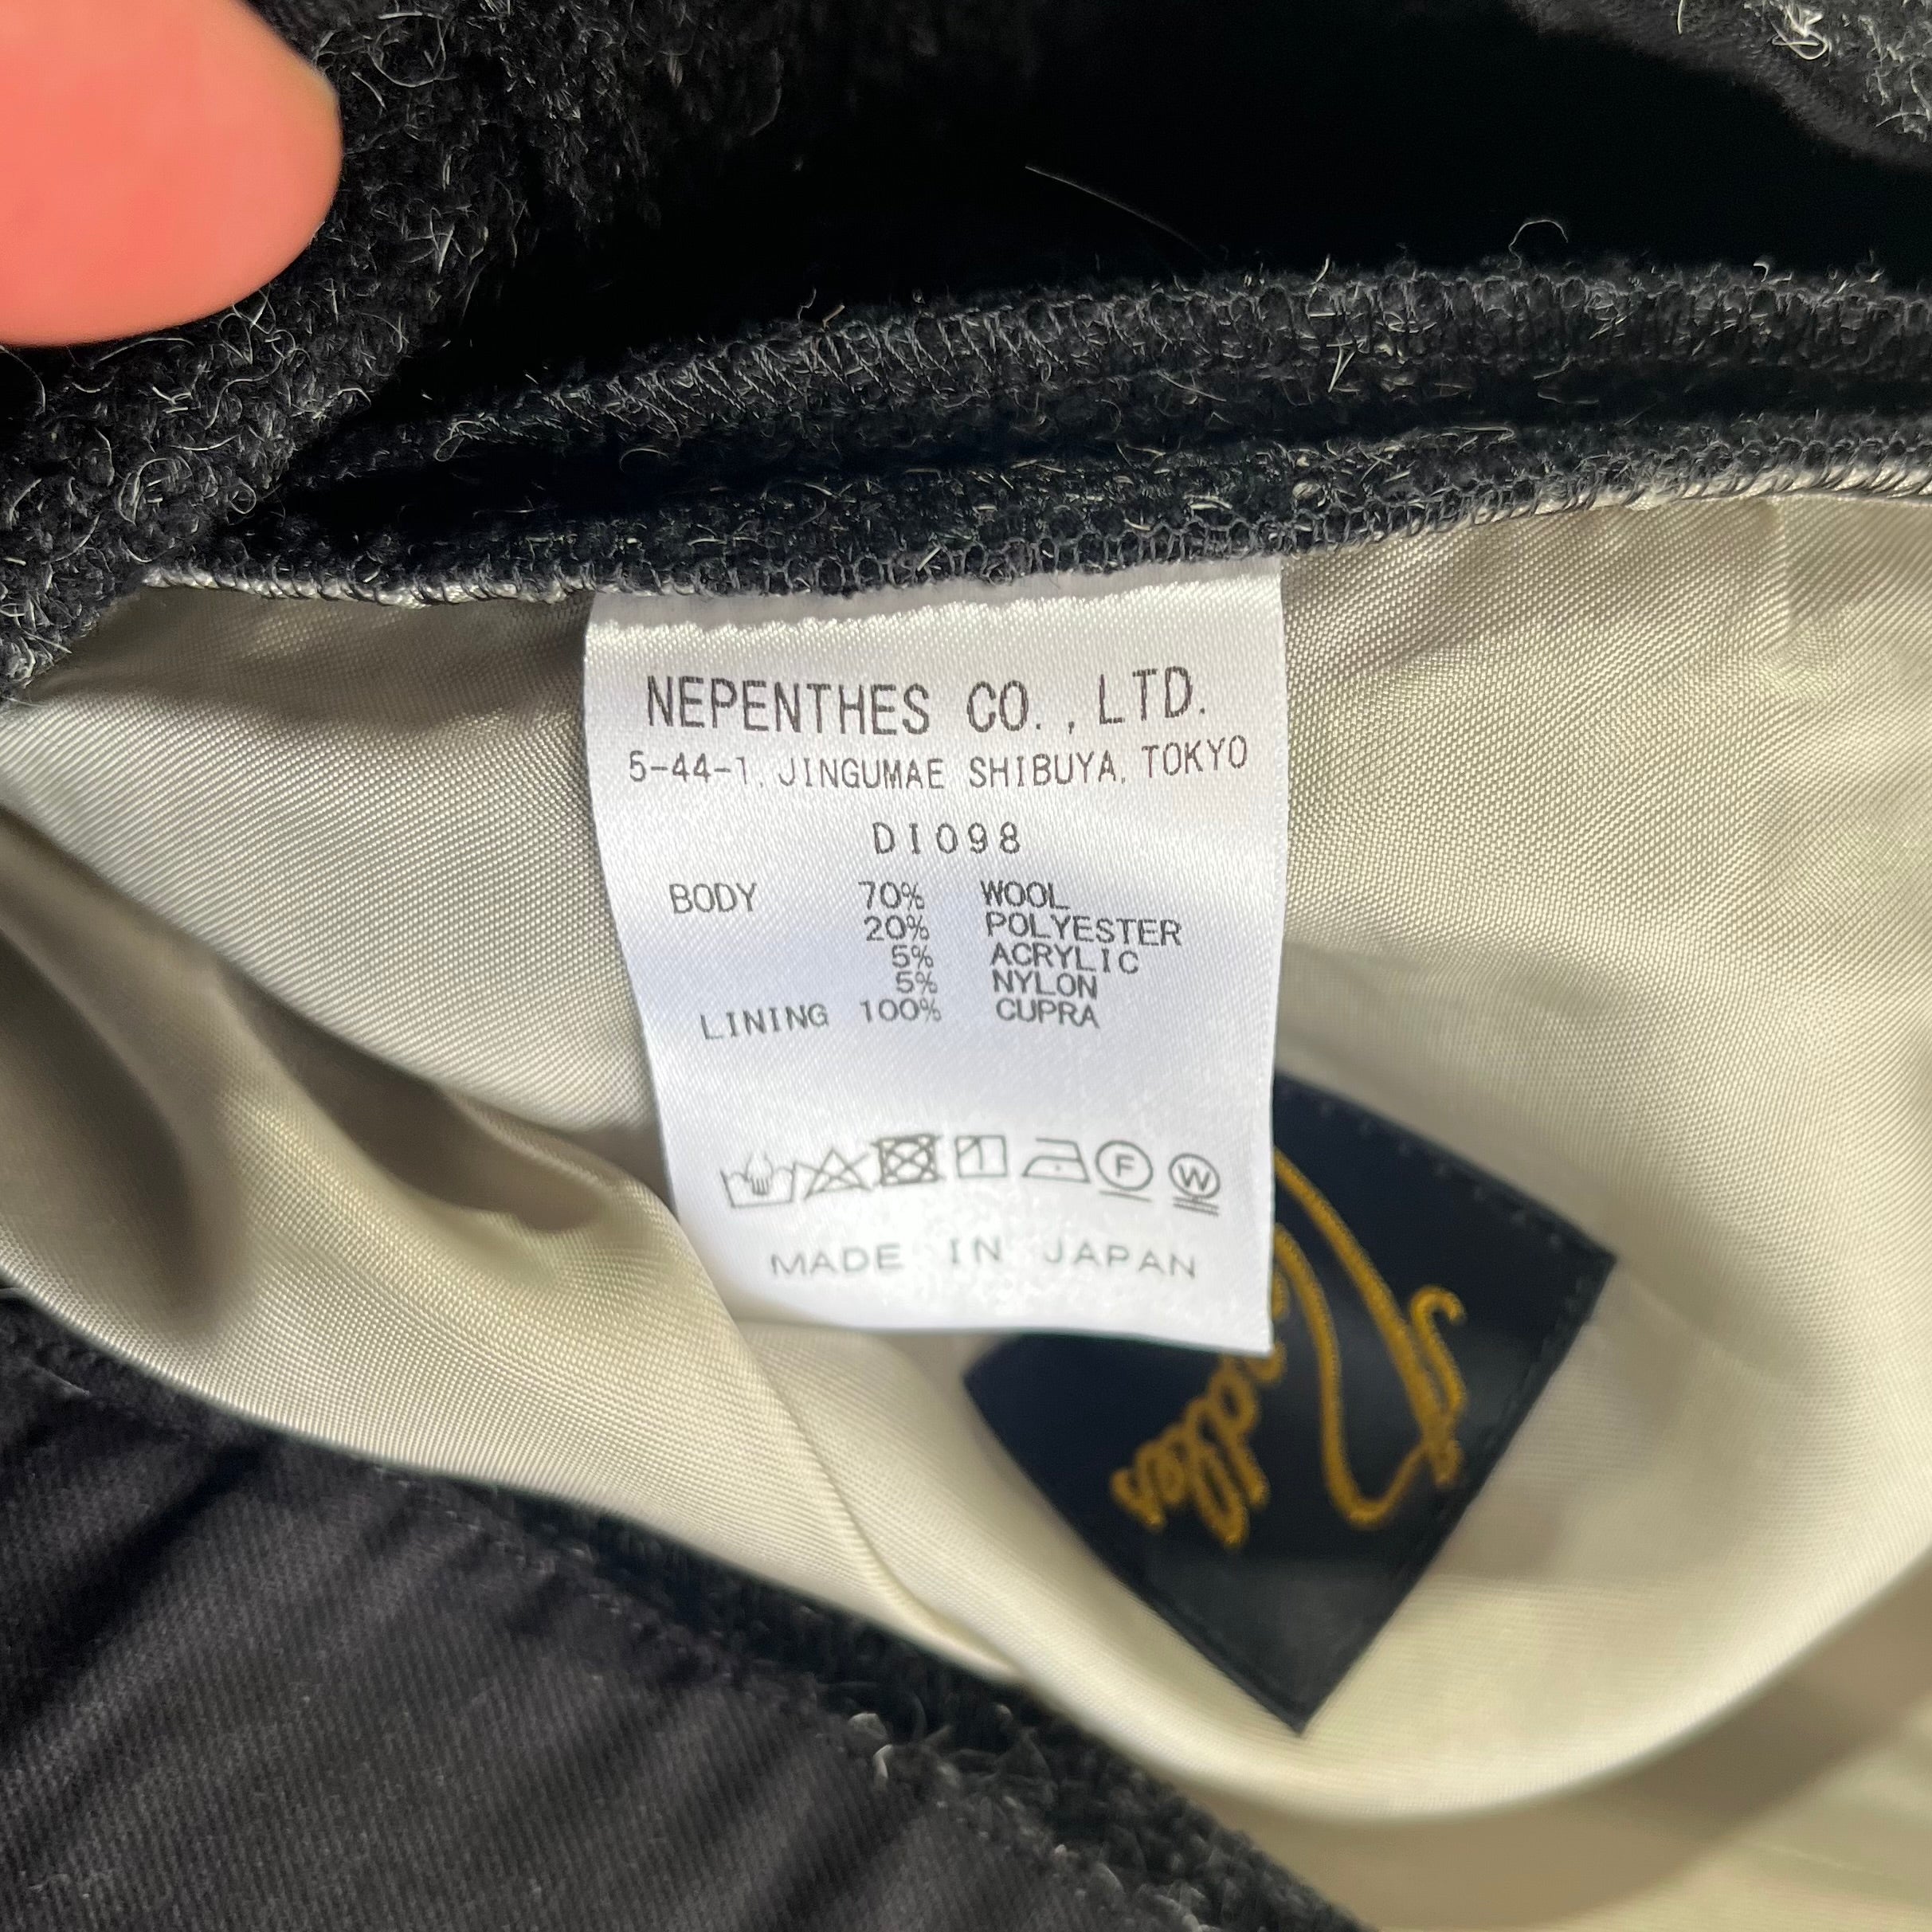 NEPENTHES CO., LTD.
5-44-1, JINGUMAE SHIBUYA, TOKYO
DI098
BODY 70% WOOL
20% POLYESTER
5% ACRYLIC
5% NYLON
LINING 100% CUPRA
F W
MADE IN JAPAN
Needles